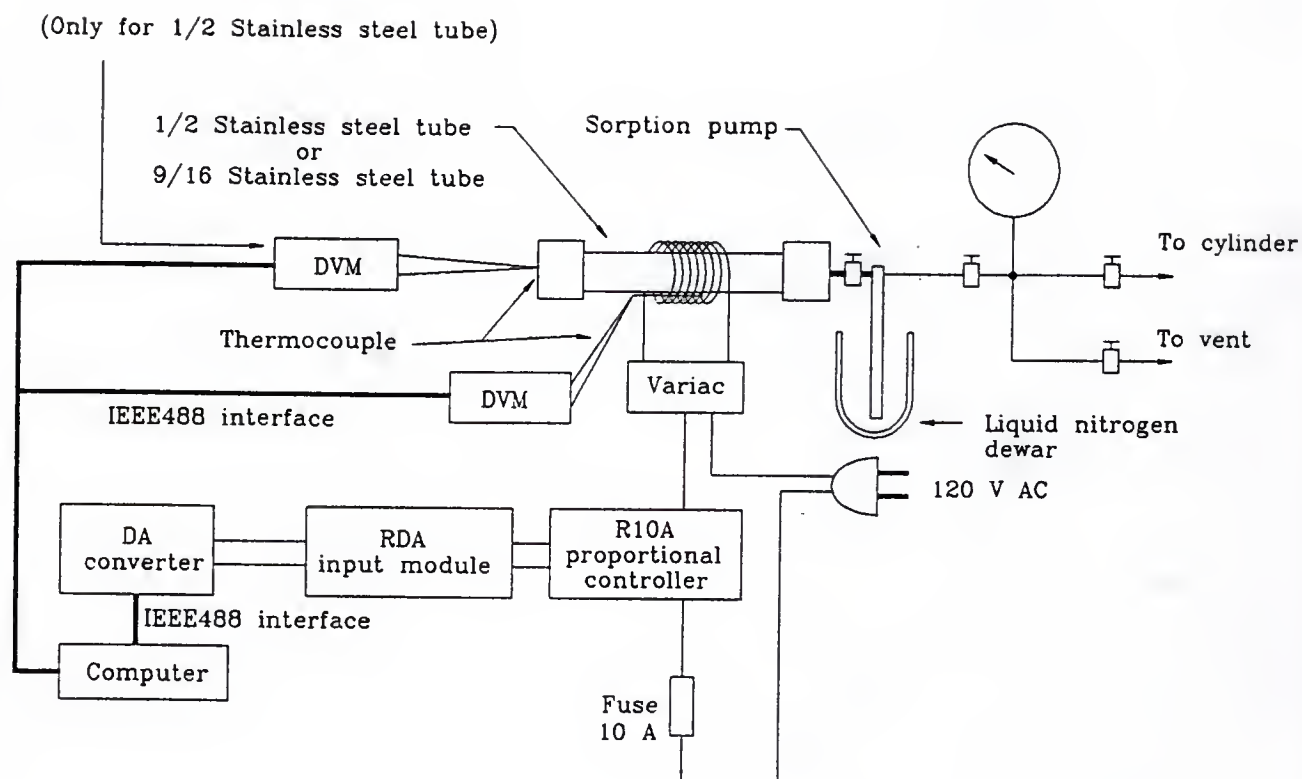 (Only for 1/2 Stainless steel tube)
1/2 Stainless steel tube
or
9/16 Stainless steel tube
Sorption pump
DVM
To cylinder
Thermocouple
To vent
Variac
DVM
IEEE488 interface
Liquid nitrogen
dewar
120 V AC
DA
converter
RDA
input module
R10A
proportional
controller
IEEE488 interface
Computer
Fuse
10 A